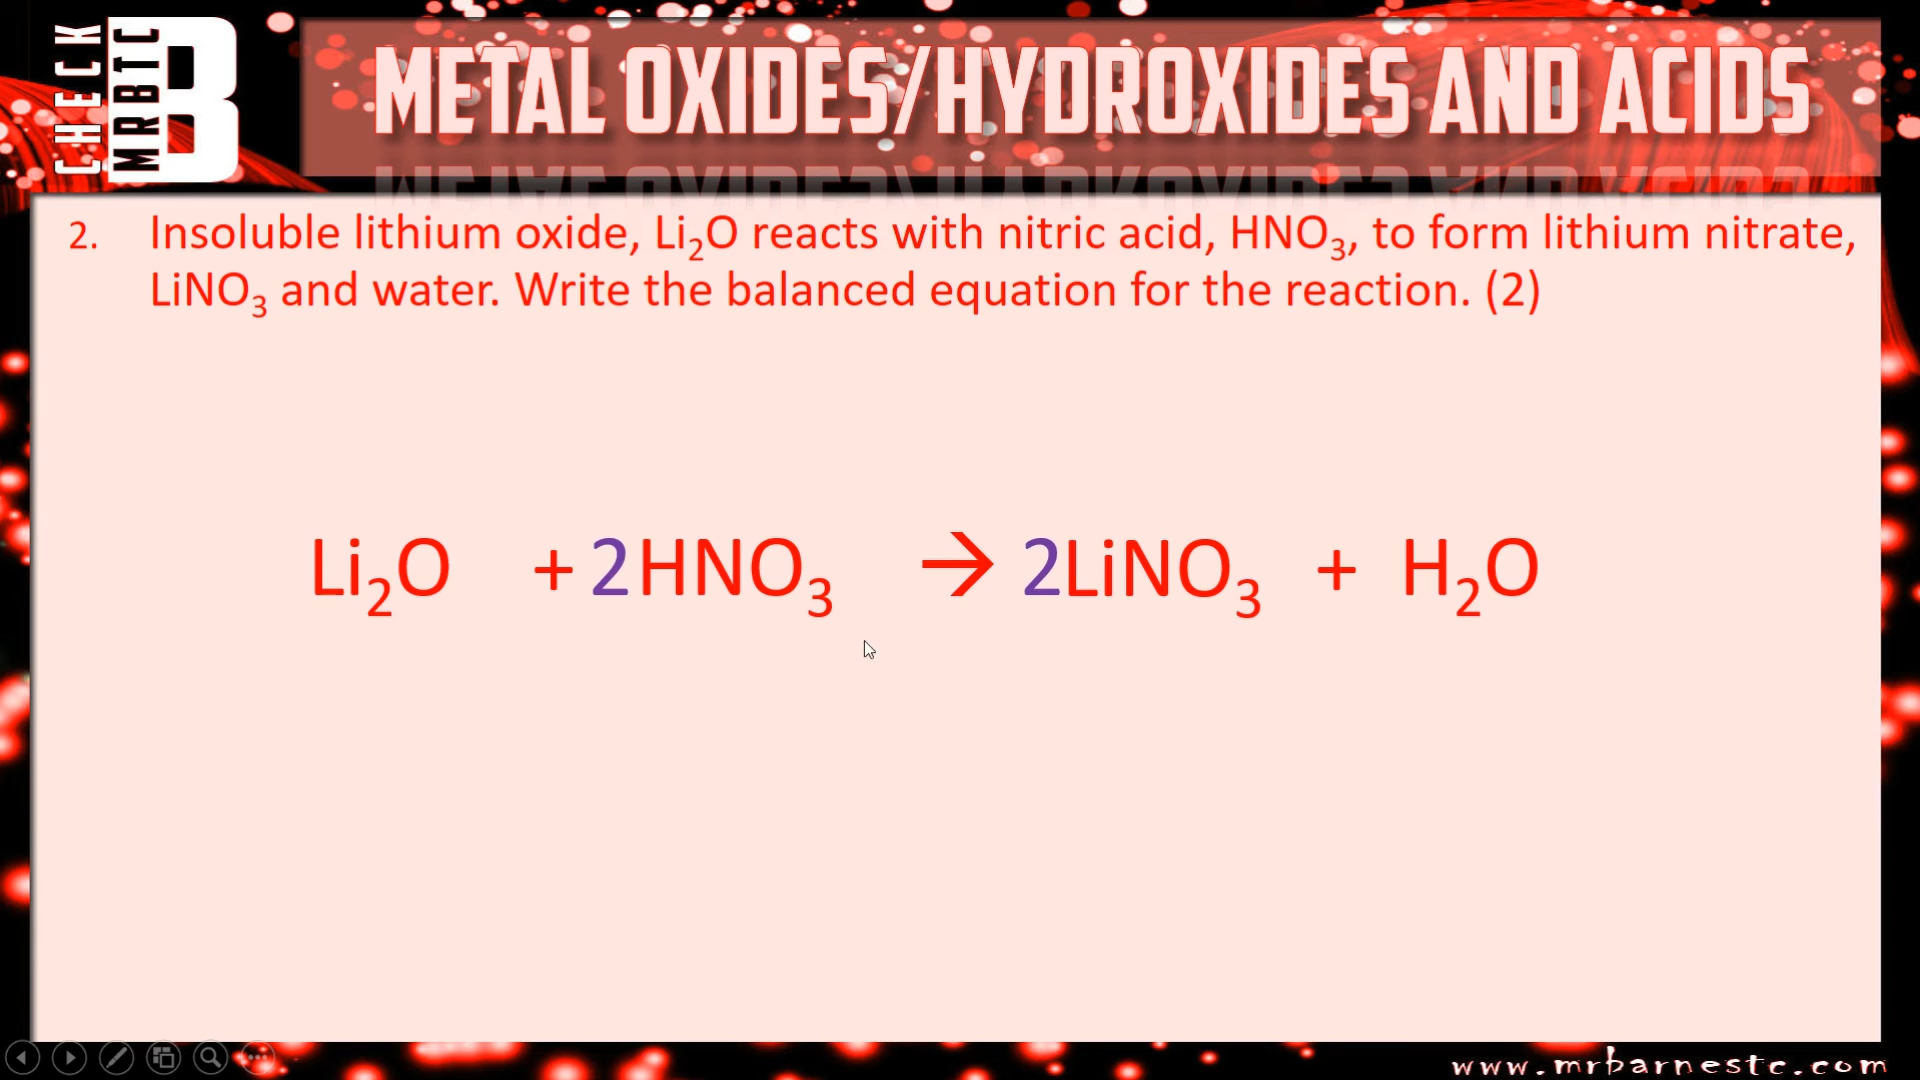 CHECK
MRBTC
B
METAL OXIDES/HYDROXIDES AND ACIDS
2. Insoluble lithium oxide, Li₂O reacts with nitric acid, HNO₃, to form lithium nitrate,
LiNO₃ and water. Write the balanced equation for the reaction. (2)
Li₂O + 2HNO₃ → 2LiNO₃ + H₂O
www.mrbarnestc.com